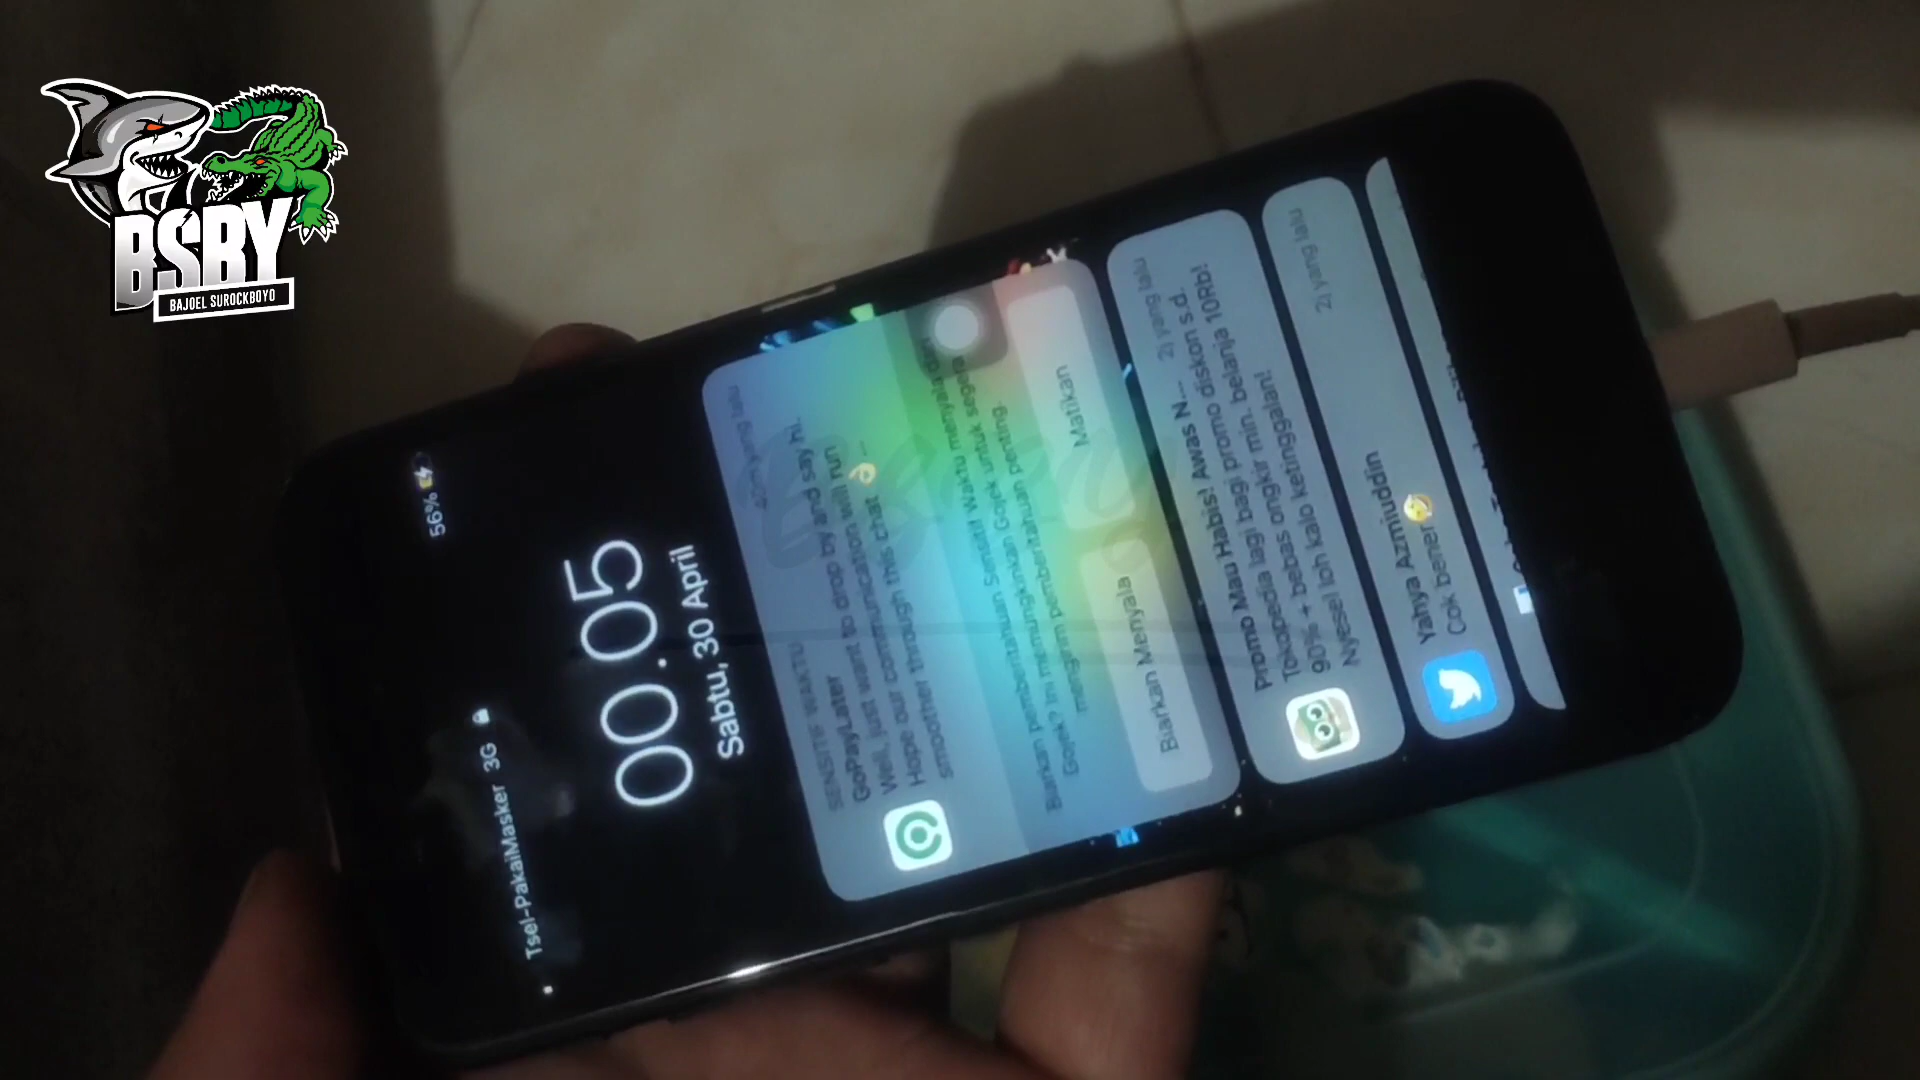 BSBY
BAJOEL SUROCKBOYO
Tsel-PakaiMasker 3G
56%
00.05
Sabtu, 30 April
SENSITIF WAKTU
yang lalu
GoPayLater
Well, just want to drop by and say hi.
Hope our communication will run
smoother through this chat 👌 ...
Biarkan pemberitahuan Sensitif Waktu menyala dari
Gojek? Ini memungkinkan Gojek untuk segera
mengirim pemberitahuan penting.
Biarkan Menyala
Matikan
Promo Mau Habis! Awas N... 2j yang lalu
Tokopedia lagi bagi promo diskon s.d.
90% + bebas ongkir min. belanja 10Rb!
Nyesel loh kalo ketinggalan!
2j yang lalu
Yahya Azmiuddin
Cok bener